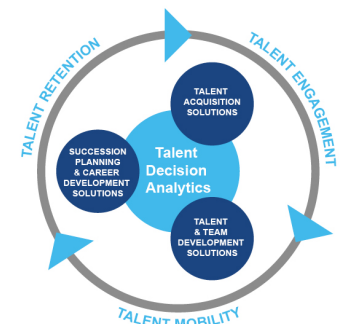 TALENT RETENTION
TALENT ENGAGEMENT
TALENT
ACQUISITION
SOLUTIONS
SUCCESSION
PLANNING
& CAREER
DEVELOPMENT
SOLUTIONS
Talent
Decision
Analytics
TALENT
& TEAM
DEVELOPMENT
SOLUTIONS
TALENT MOBILITY